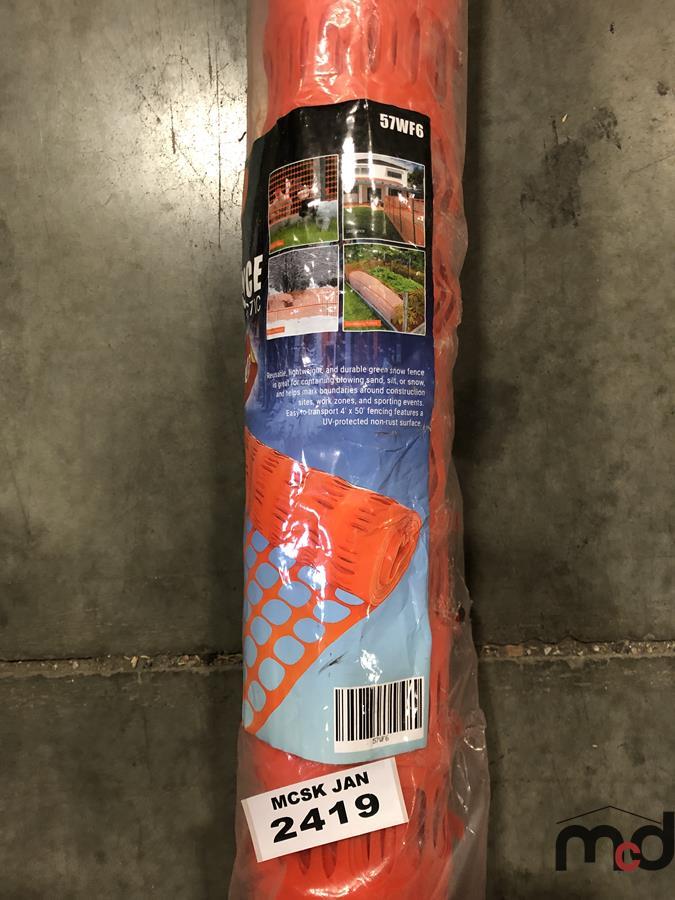 57WF6
Reusable, lightweight, and durable green snow fence
is great for containing blowing sand, silt, or snow,
and helps mark boundaries around construction
sites, work zones, and sporting events.
Easy-to-transport 4' x 50' fencing features a
UV-protected non-rust surface.
57WF6
MCSK JAN
2419
mcd